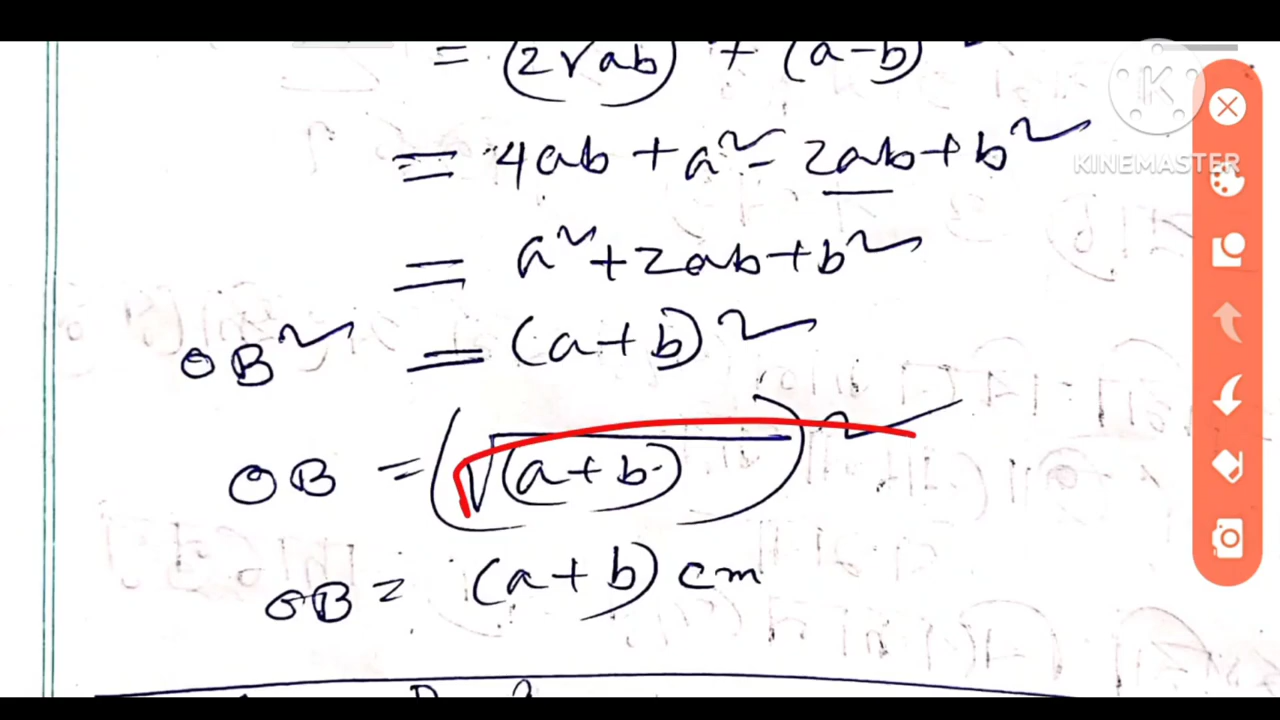 = (2√ab)² + (a-b)²
= 4ab + a² - 2ab + b²
= a² + 2ab + b²
OB² = (a+b)²
OB = (√(a+b))²
OB = (a+b) cm
KINEMASTER